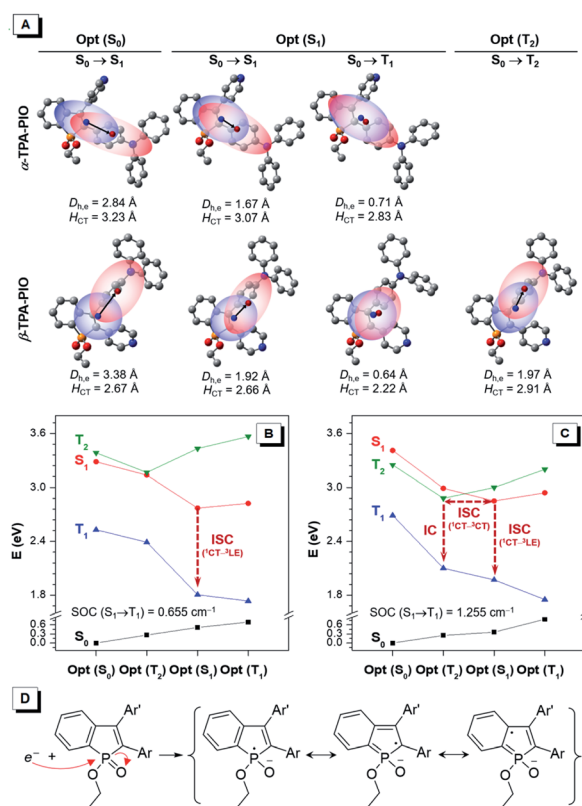 A
Opt (S0) Opt (S1) Opt (T2)
S0 → S1 S0 → S1 S0 → T1 S0 → T2
α-TPA-PIO
Dh,e = 2.84 Å Dh,e = 1.67 Å Dh,e = 0.71 Å
HCT = 3.23 Å HCT = 3.07 Å HCT = 2.83 Å
β-TPA-PIO
Dh,e = 3.38 Å Dh,e = 1.92 Å Dh,e = 0.64 Å Dh,e = 1.97 Å
HCT = 2.67 Å HCT = 2.66 Å HCT = 2.22 Å HCT = 2.91 Å
B
E (eV)
3.6
3.0
2.4
1.8
0.6
0.3
0.0
T2
S1
T1
S0
ISC
(1CT–3LE)
SOC (S1→T1) = 0.655 cm−1
Opt (S0) Opt (T2) Opt (S1) Opt (T1)
C
E (eV)
3.6
3.0
2.4
1.8
0.6
0.3
0.0
S1
T2
T1
S0
ISC
(1CT–3CT)
IC
ISC
(1CT–3LE)
SOC (S1→T1) = 1.255 cm−1
Opt (S0) Opt (T2) Opt (S1) Opt (T1)
D
e− +
Ar'
Ar
P
O
O
Ar'
Ar
P
O−
O
Ar'
Ar
P
O−
O
Ar'
Ar
P
O−
O